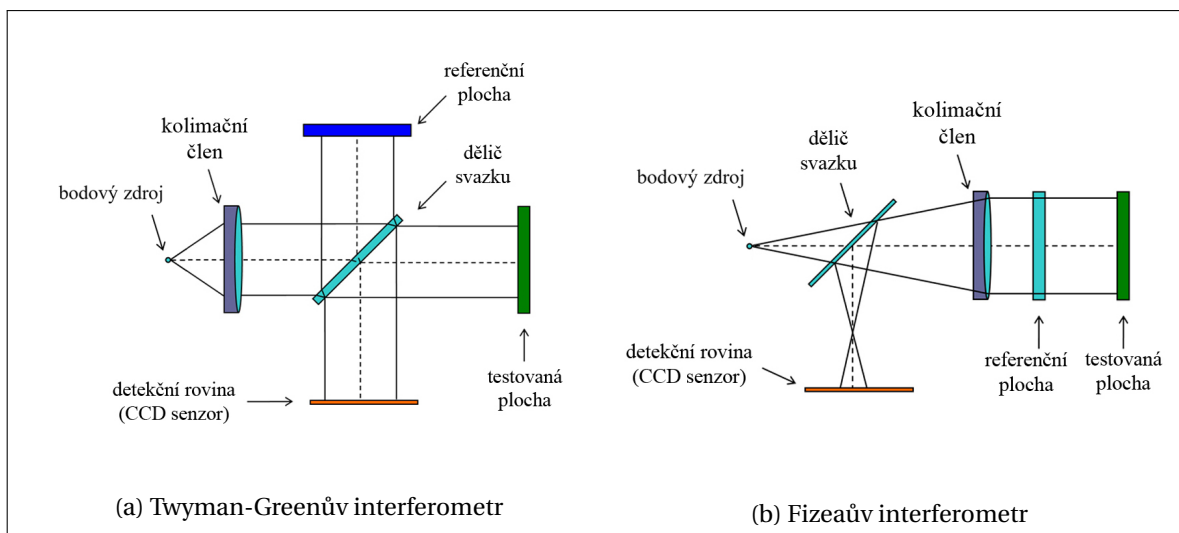 referenční
plocha
kolimační
člen
dělič
svazku
bodový zdroj
detekční rovina
(CCD senzor)
testovaná
plocha
(a) Twyman-Greenův interferometr
kolimační
člen
dělič
svazku
bodový zdroj
detekční rovina
(CCD senzor)
referenční
plocha
testovaná
plocha
(b) Fizeaův interferometr